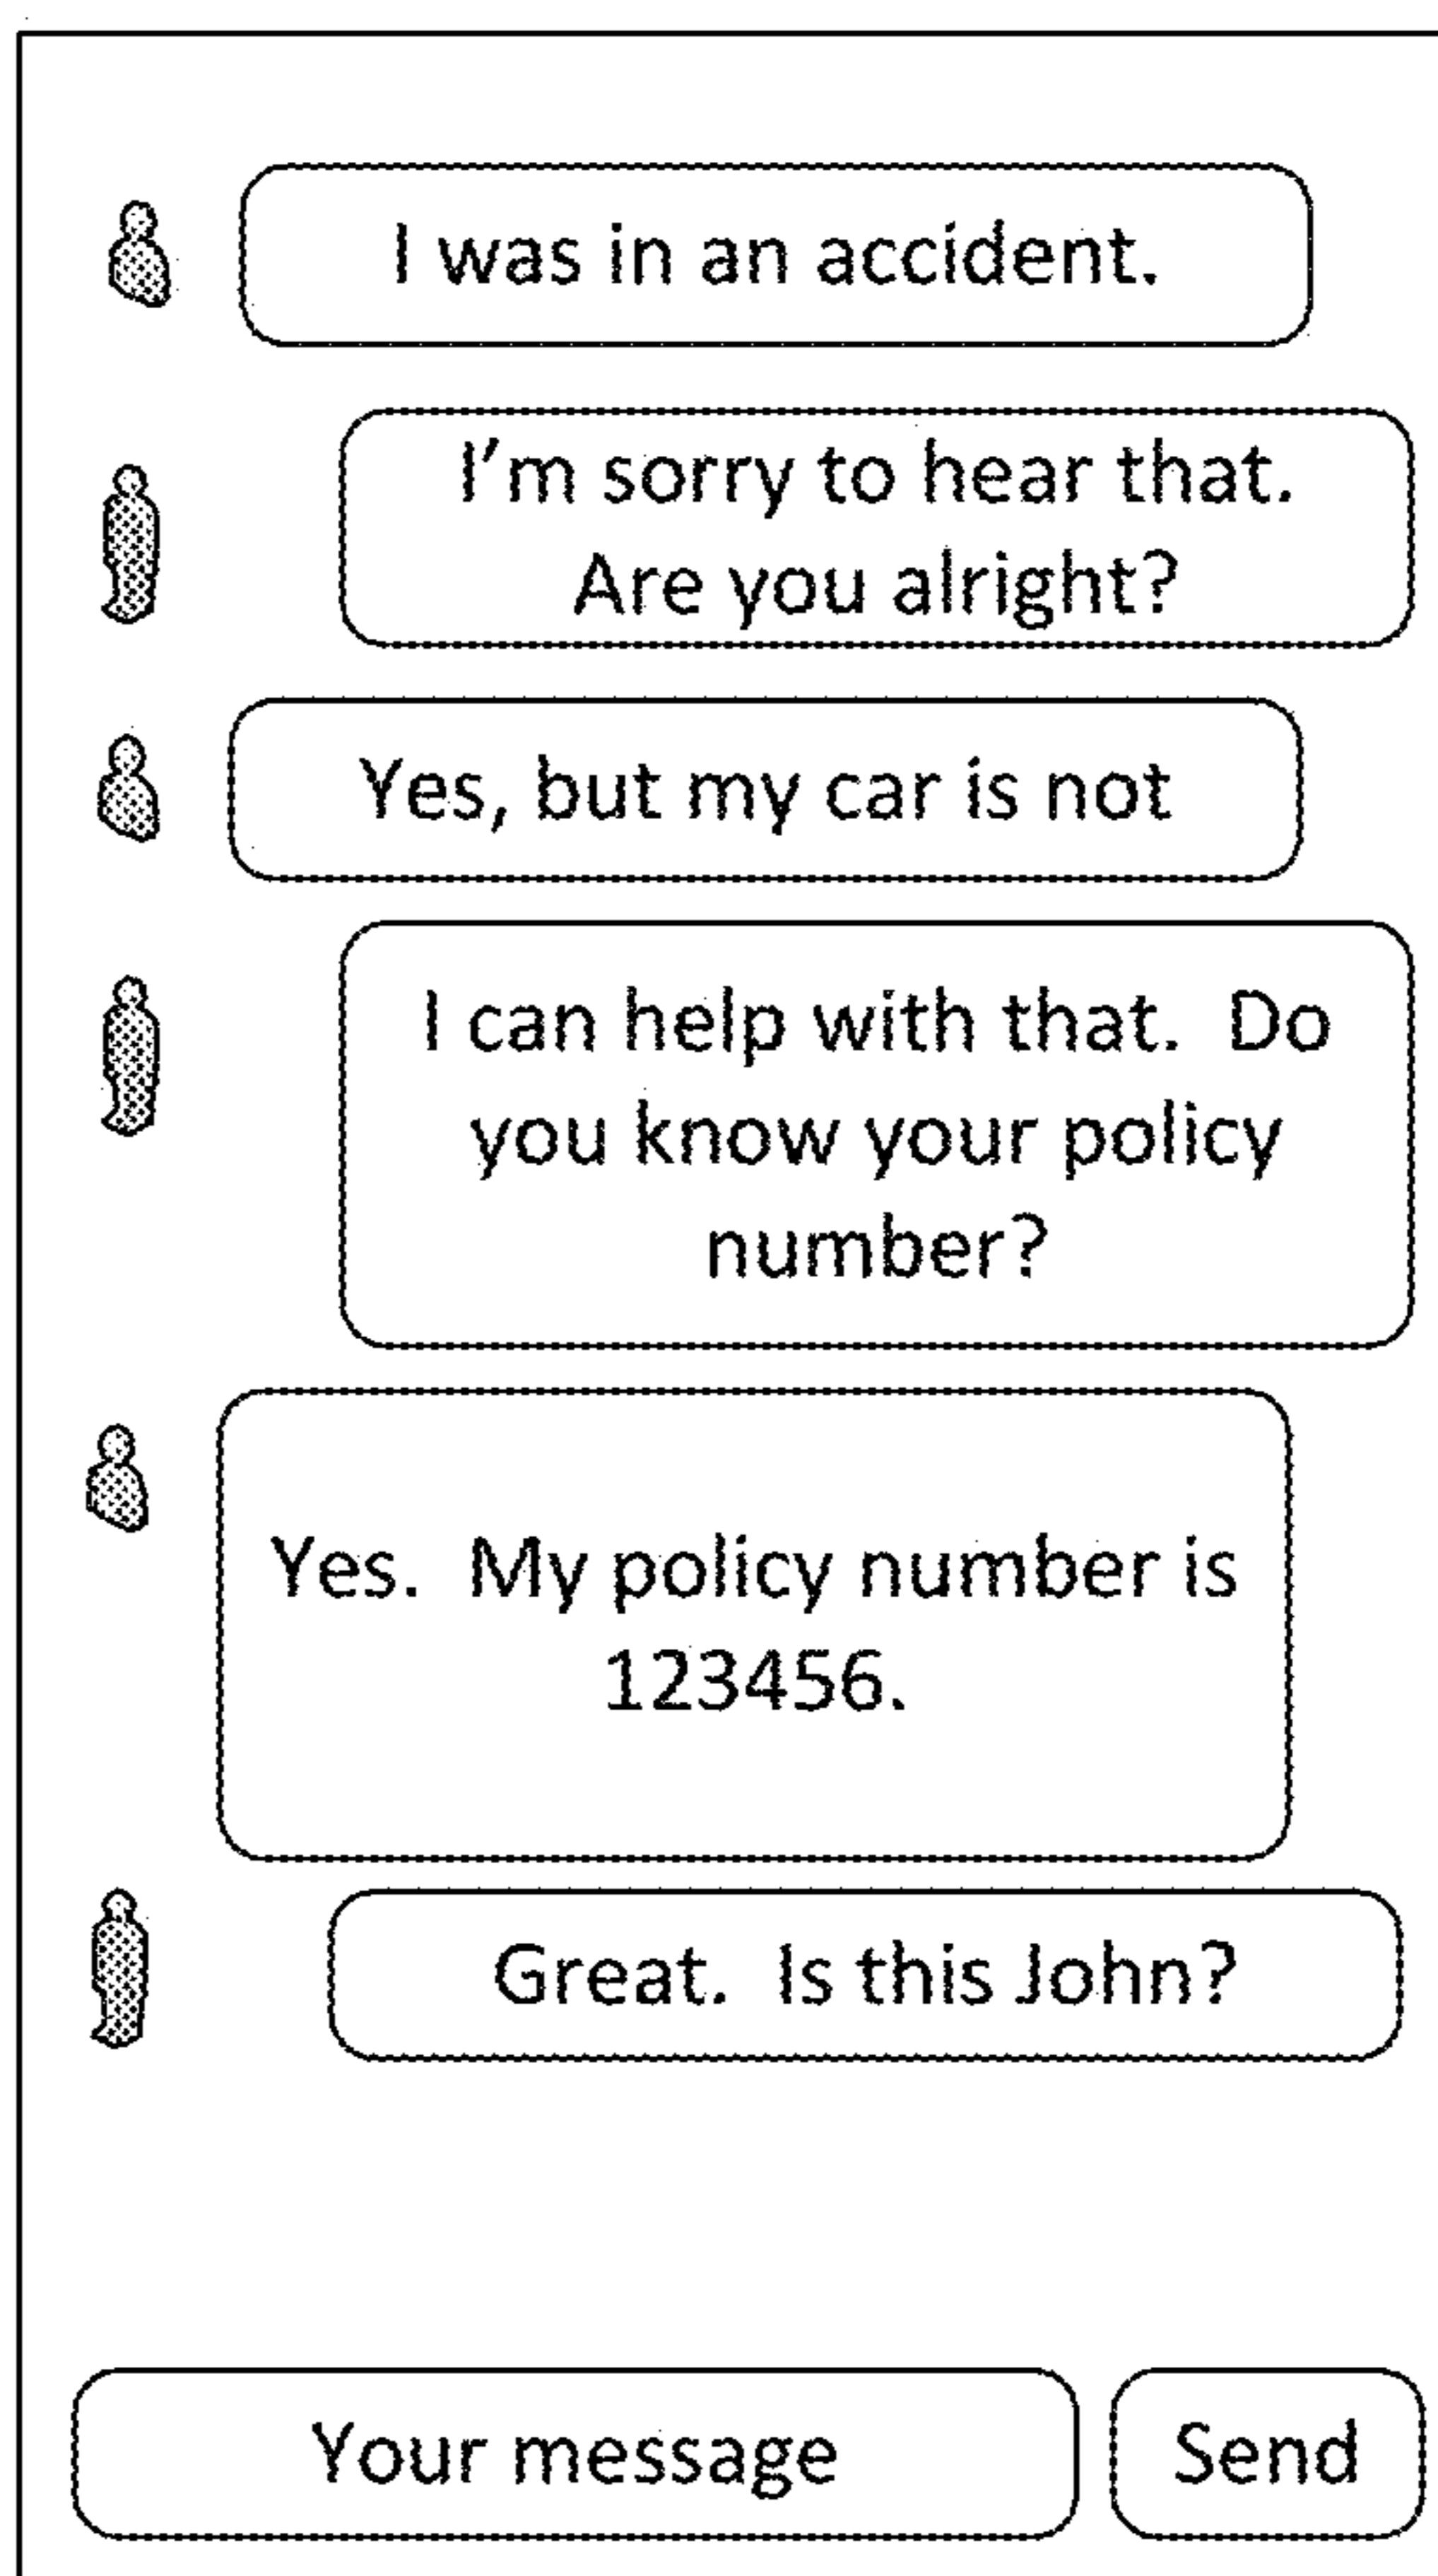 I was in an accident.
I'm sorry to hear that.
Are you alright?
Yes, but my car is not
I can help with that.  Do
you know your policy
number?
Yes.  My policy number is
123456.
Great.  Is this John?
Your message
Send